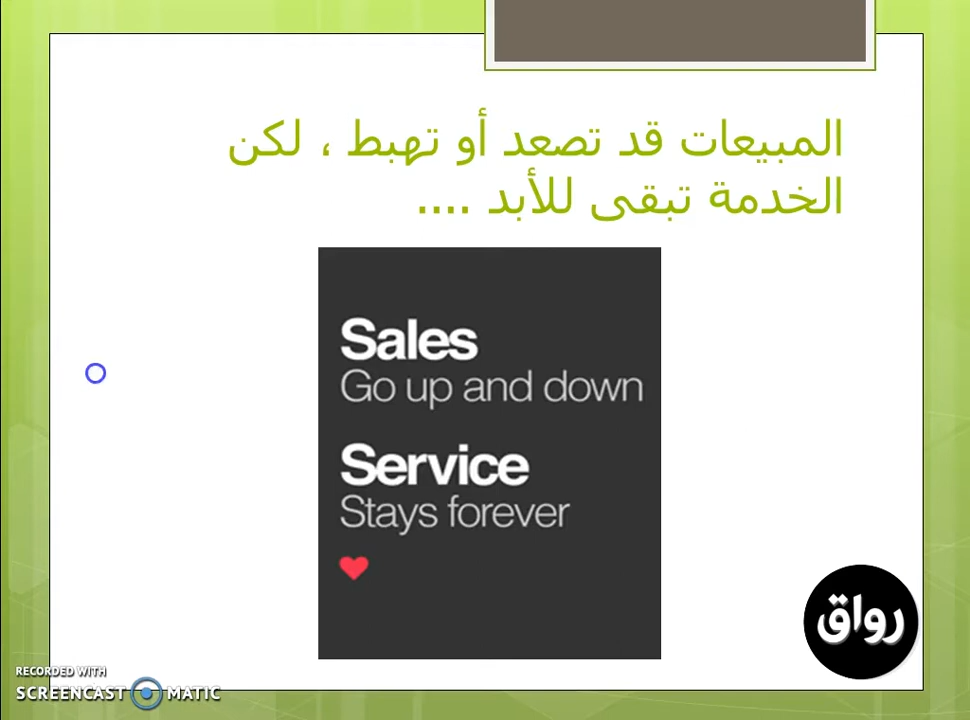 المبيعات قد تصعد أو تهبط ، لكن
الخدمة تبقى للأبد ....
Sales
Go up and down
Service
Stays forever
رواق
RECORDED WITH
SCREENCAST MATIC